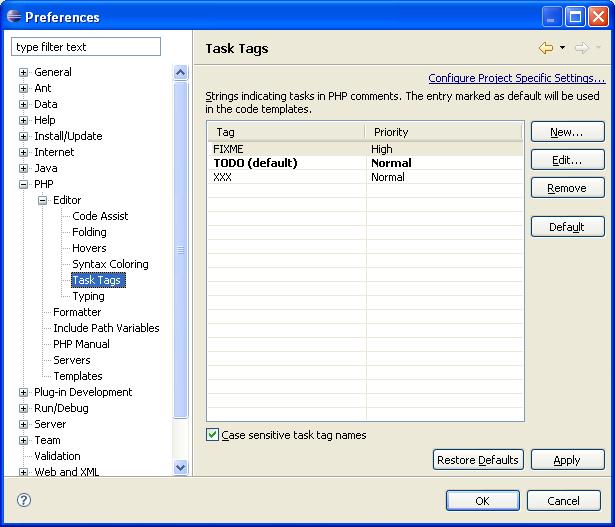 Preferences
type filter text
General
Ant
Data
Help
Install/Update
Internet
Java
PHP
Editor
Code Assist
Folding
Hovers
Syntax Coloring
Task Tags
Typing
Formatter
Include Path Variables
PHP Manual
Servers
Templates
Plug-in Development
Run/Debug
Server
Team
Validation
Web and XML
Task Tags
Configure Project Specific Settings...
Strings indicating tasks in PHP comments. The entry marked as default will be used
in the code templates.
Tag Priority
FIXME High
TODO (default) Normal
XXX Normal
New...
Edit...
Remove
Default
Case sensitive task tag names
Restore Defaults Apply
? OK Cancel